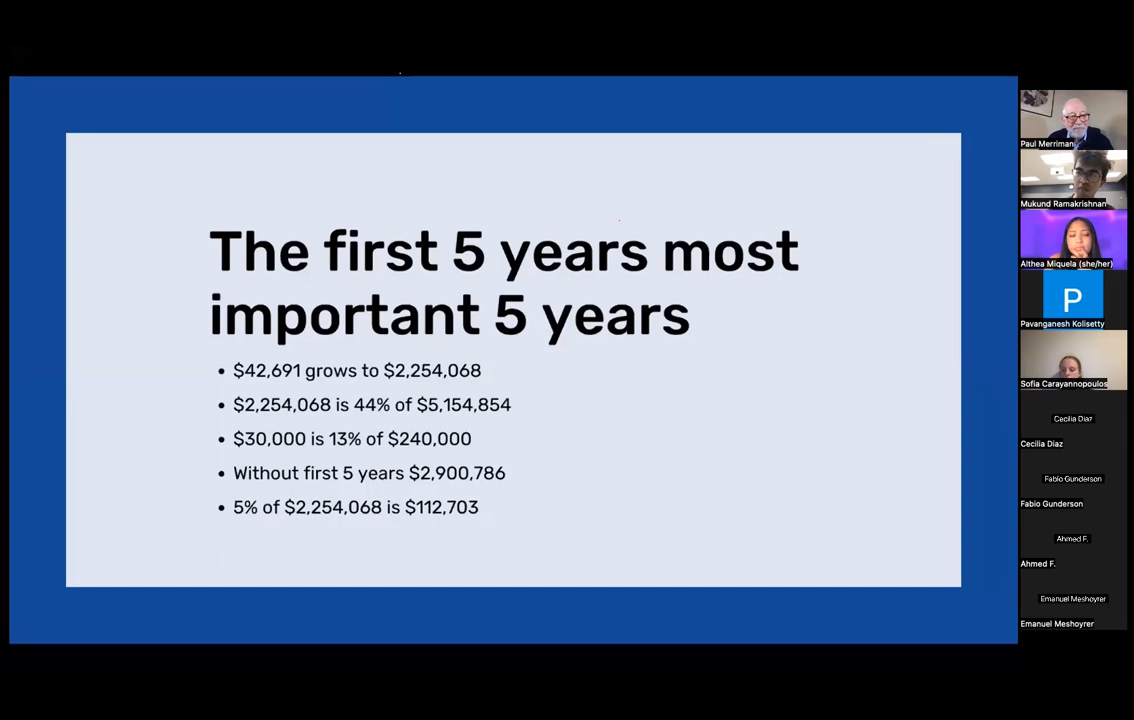 The first 5 years most
important 5 years
• $42,691 grows to $2,254,068
• $2,254,068 is 44% of $5,154,854
• $30,000 is 13% of $240,000
• Without first 5 years $2,900,786
• 5% of $2,254,068 is $112,703
Paul Merriman
Mukund Ramakrishnan
Althea Miquela (she/her)
P
Pavanganesh Kolisetty
Sofia Carayannopoulos
Cecilia Diaz
Cecilia Diaz
Fabio Gunderson
Fabio Gunderson
Ahmed F.
Ahmed F.
Emanuel Meshoyrer
Emanuel Meshoyrer